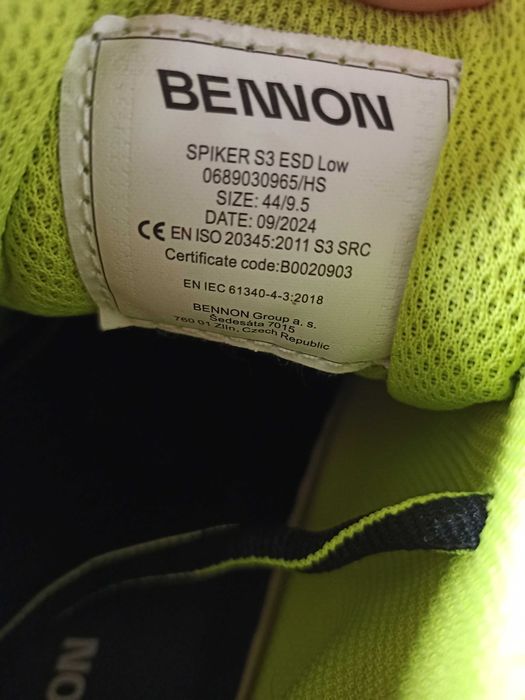 BENNON
SPIKER S3 ESD Low
0689030965/HS
SIZE: 44/9.5
DATE: 09/2024
CE EN ISO 20345:2011 S3 SRC
Certificate code:B0020903
EN IEC 61340-4-3:2018
BENNON Group a. s.
Šedesátá 7015
760 01 Zlín, Czech Republic
NO